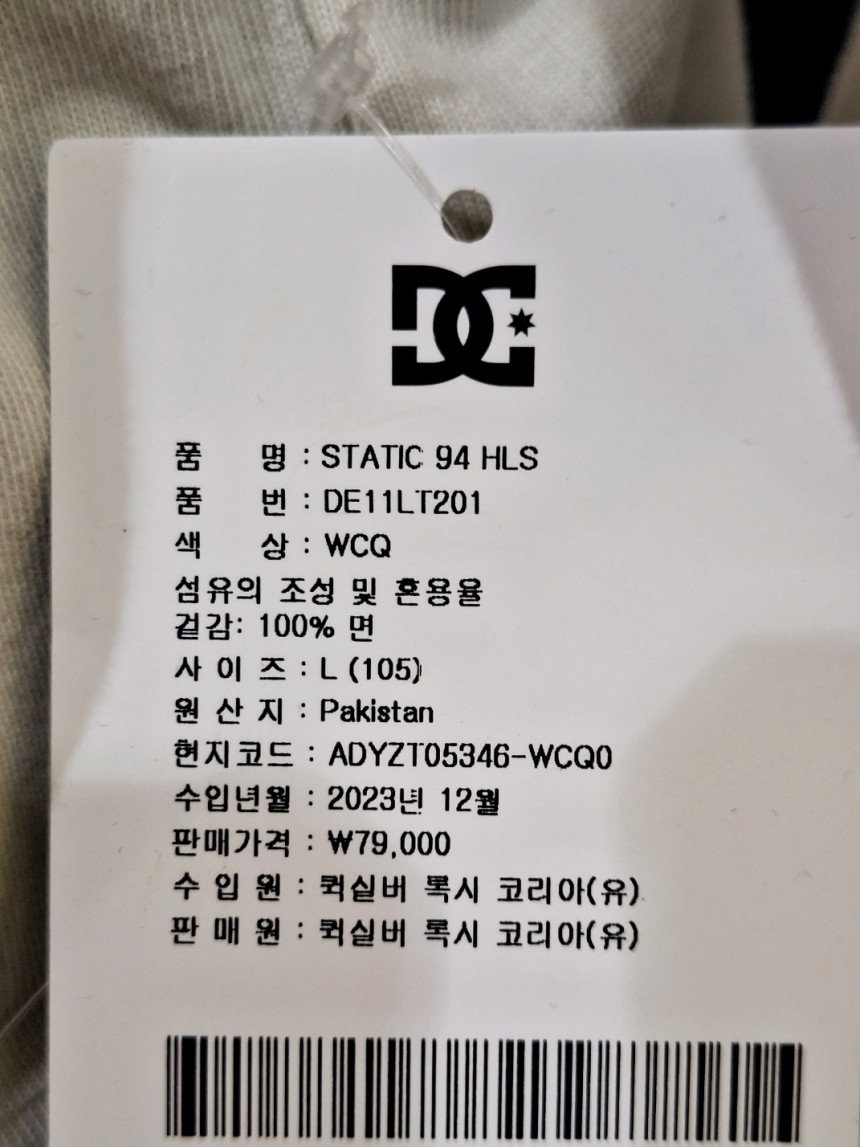 DC
품 명 : STATIC 94 HLS
품 번 : DE11LT201
색 상 : WCQ
섬유의 조성 및 혼용율
겉감: 100% 면
사 이 즈 : L (105)
원 산 지 : Pakistan
현지코드 : ADYZT05346-WCQ0
수입년월 : 2023년 12월
판매가격 : ₩79,000
수 입 원 : 퀵실버 록시 코리아(유)
판 매 원 : 퀵실버 록시 코리아(유)